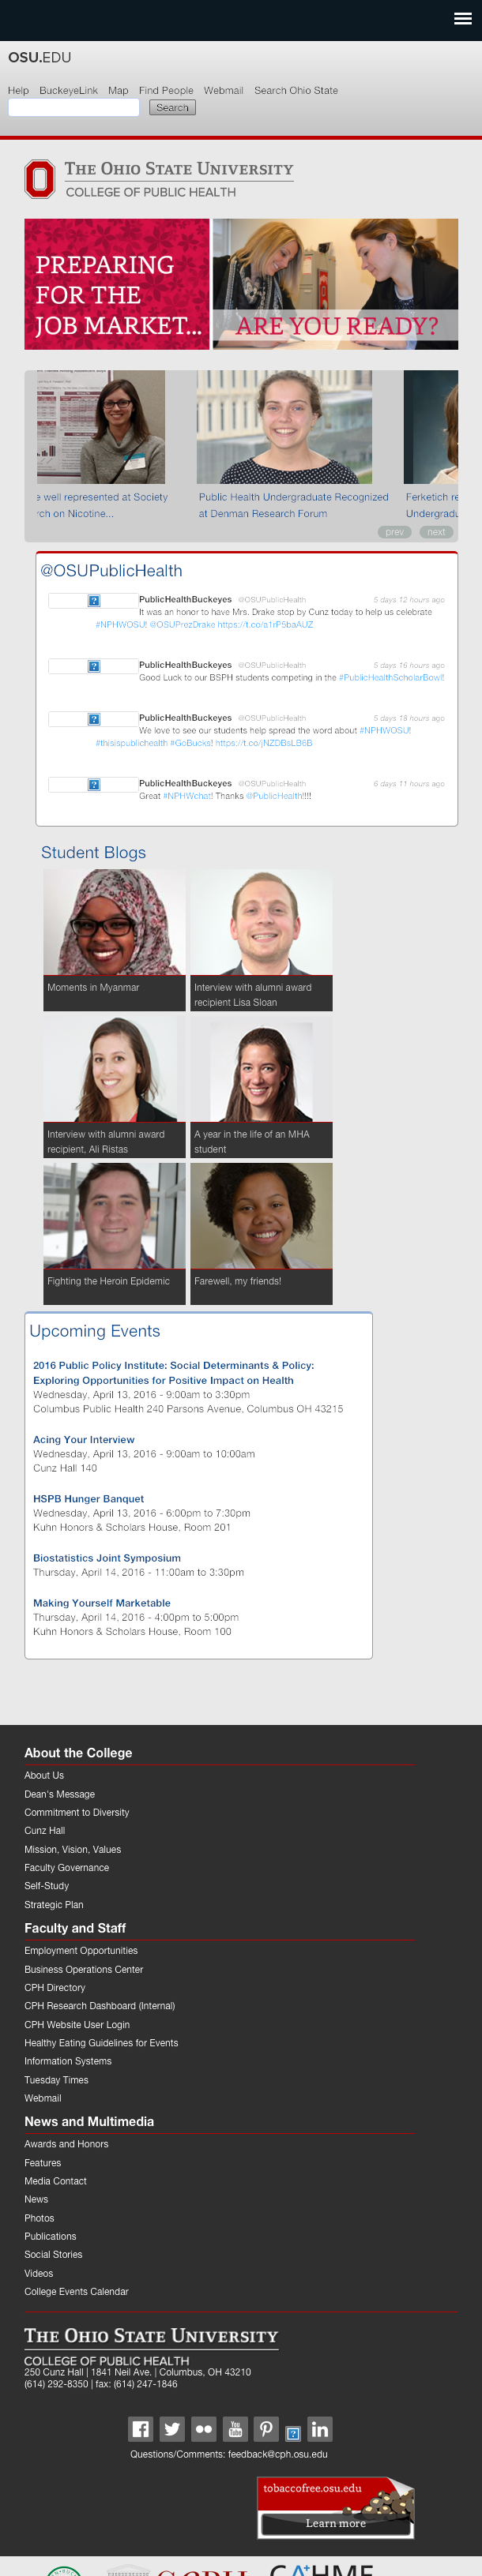 OSU.EDU
Help BuckeyeLink Map Find People Webmail Search Ohio State
Search
THE OHIO STATE UNIVERSITY
COLLEGE OF PUBLIC HEALTH
PREPARING
FOR THE
JOB MARKET...
ARE YOU READY?
e well represented at Society
rch on Nicotine...
Public Health Undergraduate Recognized
at Denman Research Forum
Ferketich re
Undergradu
prev next
@OSUPublicHealth
PublicHealthBuckeyes @OSUPublicHealth 5 days 12 hours ago
It was an honor to have Mrs. Drake stop by Cunz today to help us celebrate
#NPHWOSU! @OSUPrezDrake https://t.co/a1rP5baAUZ
PublicHealthBuckeyes @OSUPublicHealth 5 days 16 hours ago
Good Luck to our BSPH students competing in the #PublicHealthScholarBowl!
PublicHealthBuckeyes @OSUPublicHealth 5 days 18 hours ago
We love to see our students help spread the word about #NPHWOSU!
#thisispublichealth #GoBucks! https://t.co/jNZDBsLB6B
PublicHealthBuckeyes @OSUPublicHealth 6 days 11 hours ago
Great #NPHWchat! Thanks @PublicHealth!!!!
Student Blogs
Moments in Myanmar
Interview with alumni award
recipient Lisa Sloan
Interview with alumni award
recipient, Ali Ristas
A year in the life of an MHA
student
Fighting the Heroin Epidemic
Farewell, my friends!
Upcoming Events
2016 Public Policy Institute: Social Determinants & Policy:
Exploring Opportunities for Positive Impact on Health
Wednesday, April 13, 2016 - 9:00am to 3:30pm
Columbus Public Health 240 Parsons Avenue, Columbus OH 43215
Acing Your Interview
Wednesday, April 13, 2016 - 9:00am to 10:00am
Cunz Hall 140
HSPB Hunger Banquet
Wednesday, April 13, 2016 - 6:00pm to 7:30pm
Kuhn Honors & Scholars House, Room 201
Biostatistics Joint Symposium
Thursday, April 14, 2016 - 11:00am to 3:30pm
Making Yourself Marketable
Thursday, April 14, 2016 - 4:00pm to 5:00pm
Kuhn Honors & Scholars House, Room 100
About the College
About Us
Dean's Message
Commitment to Diversity
Cunz Hall
Mission, Vision, Values
Faculty Governance
Self-Study
Strategic Plan
Faculty and Staff
Employment Opportunities
Business Operations Center
CPH Directory
CPH Research Dashboard (Internal)
CPH Website User Login
Healthy Eating Guidelines for Events
Information Systems
Tuesday Times
Webmail
News and Multimedia
Awards and Honors
Features
Media Contact
News
Photos
Publications
Social Stories
Videos
College Events Calendar
THE OHIO STATE UNIVERSITY
COLLEGE OF PUBLIC HEALTH
250 Cunz Hall | 1841 Neil Ave. | Columbus, OH 43210
(614) 292-8350 | fax: (614) 247-1846
You Tube
Questions/Comments: feedback@cph.osu.edu
tobaccofree.osu.edu
Learn more